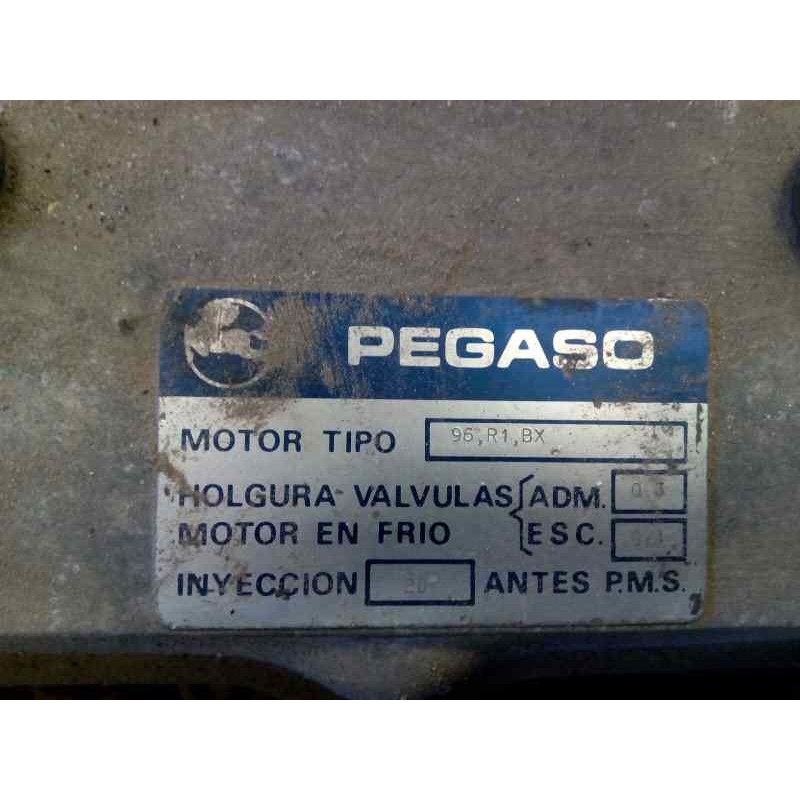 PEGASO
MOTOR TIPO 96,R1,BX
HOLGURA VALVULAS ADM. 0,3
MOTOR EN FRIO ESC.
INYECCION ANTES P.M.S.